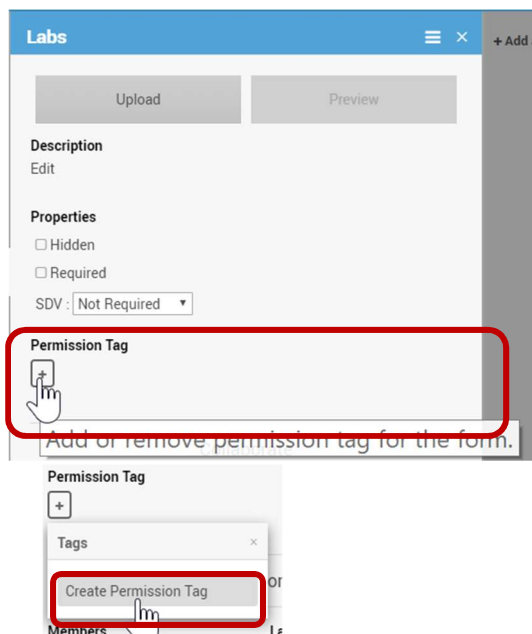 Labs
+ Add
Upload Preview
Description
Edit
Properties
Hidden
Required
SDV : Not Required
Permission Tag
+
Add or remove permission tag for the form.
Collaborate
Permission Tag
+
Tags ×
Create Permission Tag
Members